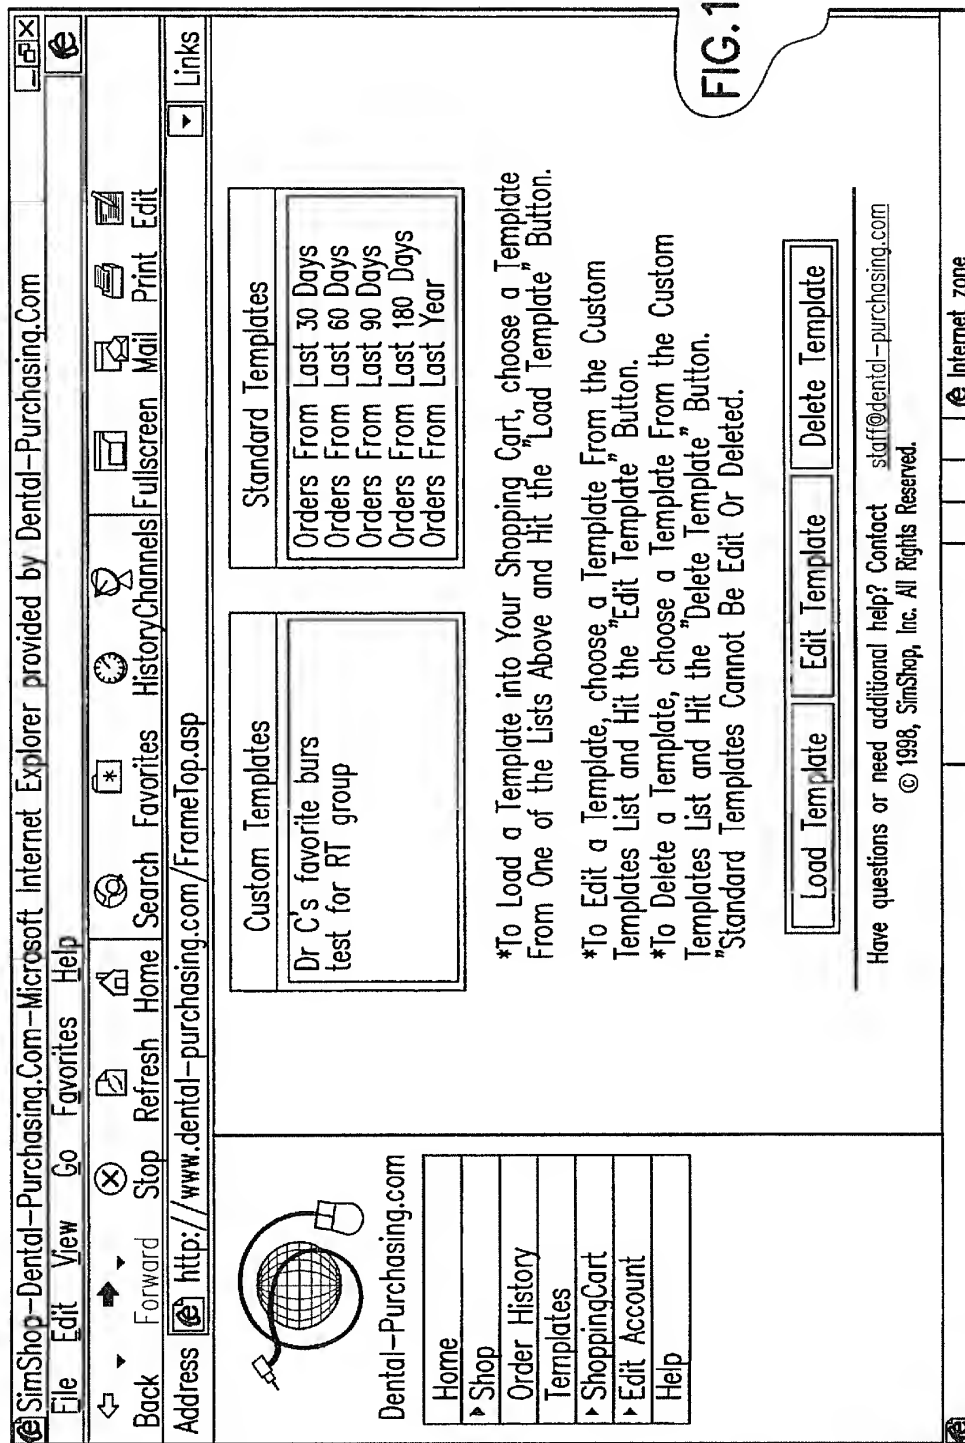 SimShop-Dental-Purchasing.Com-Microsoft Internet Explorer provided by Dental-Purchasing.Com
File Edit View Go Favorites Help
Back Forward Stop Refresh Home Search Favorites History Channels Fullscreen Mail Print Edit
Address http://www.dental-purchasing.com/FrameTop.asp Links
Dental-Purchasing.com
Home
Shop
Order History
Templates
ShoppingCart
Edit Account
Help
Custom Templates
Dr C's favorite burs
test for RT group
Standard Templates
Orders From Last 30 Days
Orders From Last 60 Days
Orders From Last 90 Days
Orders From Last 180 Days
Orders From Last Year
*To Load a Template into Your Shopping Cart, choose a Template
From One of the Lists Above and Hit the "Load Template" Button.
*To Edit a Template, choose a Template From the Custom
Templates List and Hit the "Edit Template" Button.
*To Delete a Template, choose a Template From the Custom
Templates List and Hit the "Delete Template" Button.
"Standard Templates Cannot Be Edit Or Deleted.
Load Template Edit Template Delete Template
Have questions or need additional help? Contact staff@dental-purchasing.com
© 1998, SimShop, Inc. All Rights Reserved.
Internet zone
FIG.1